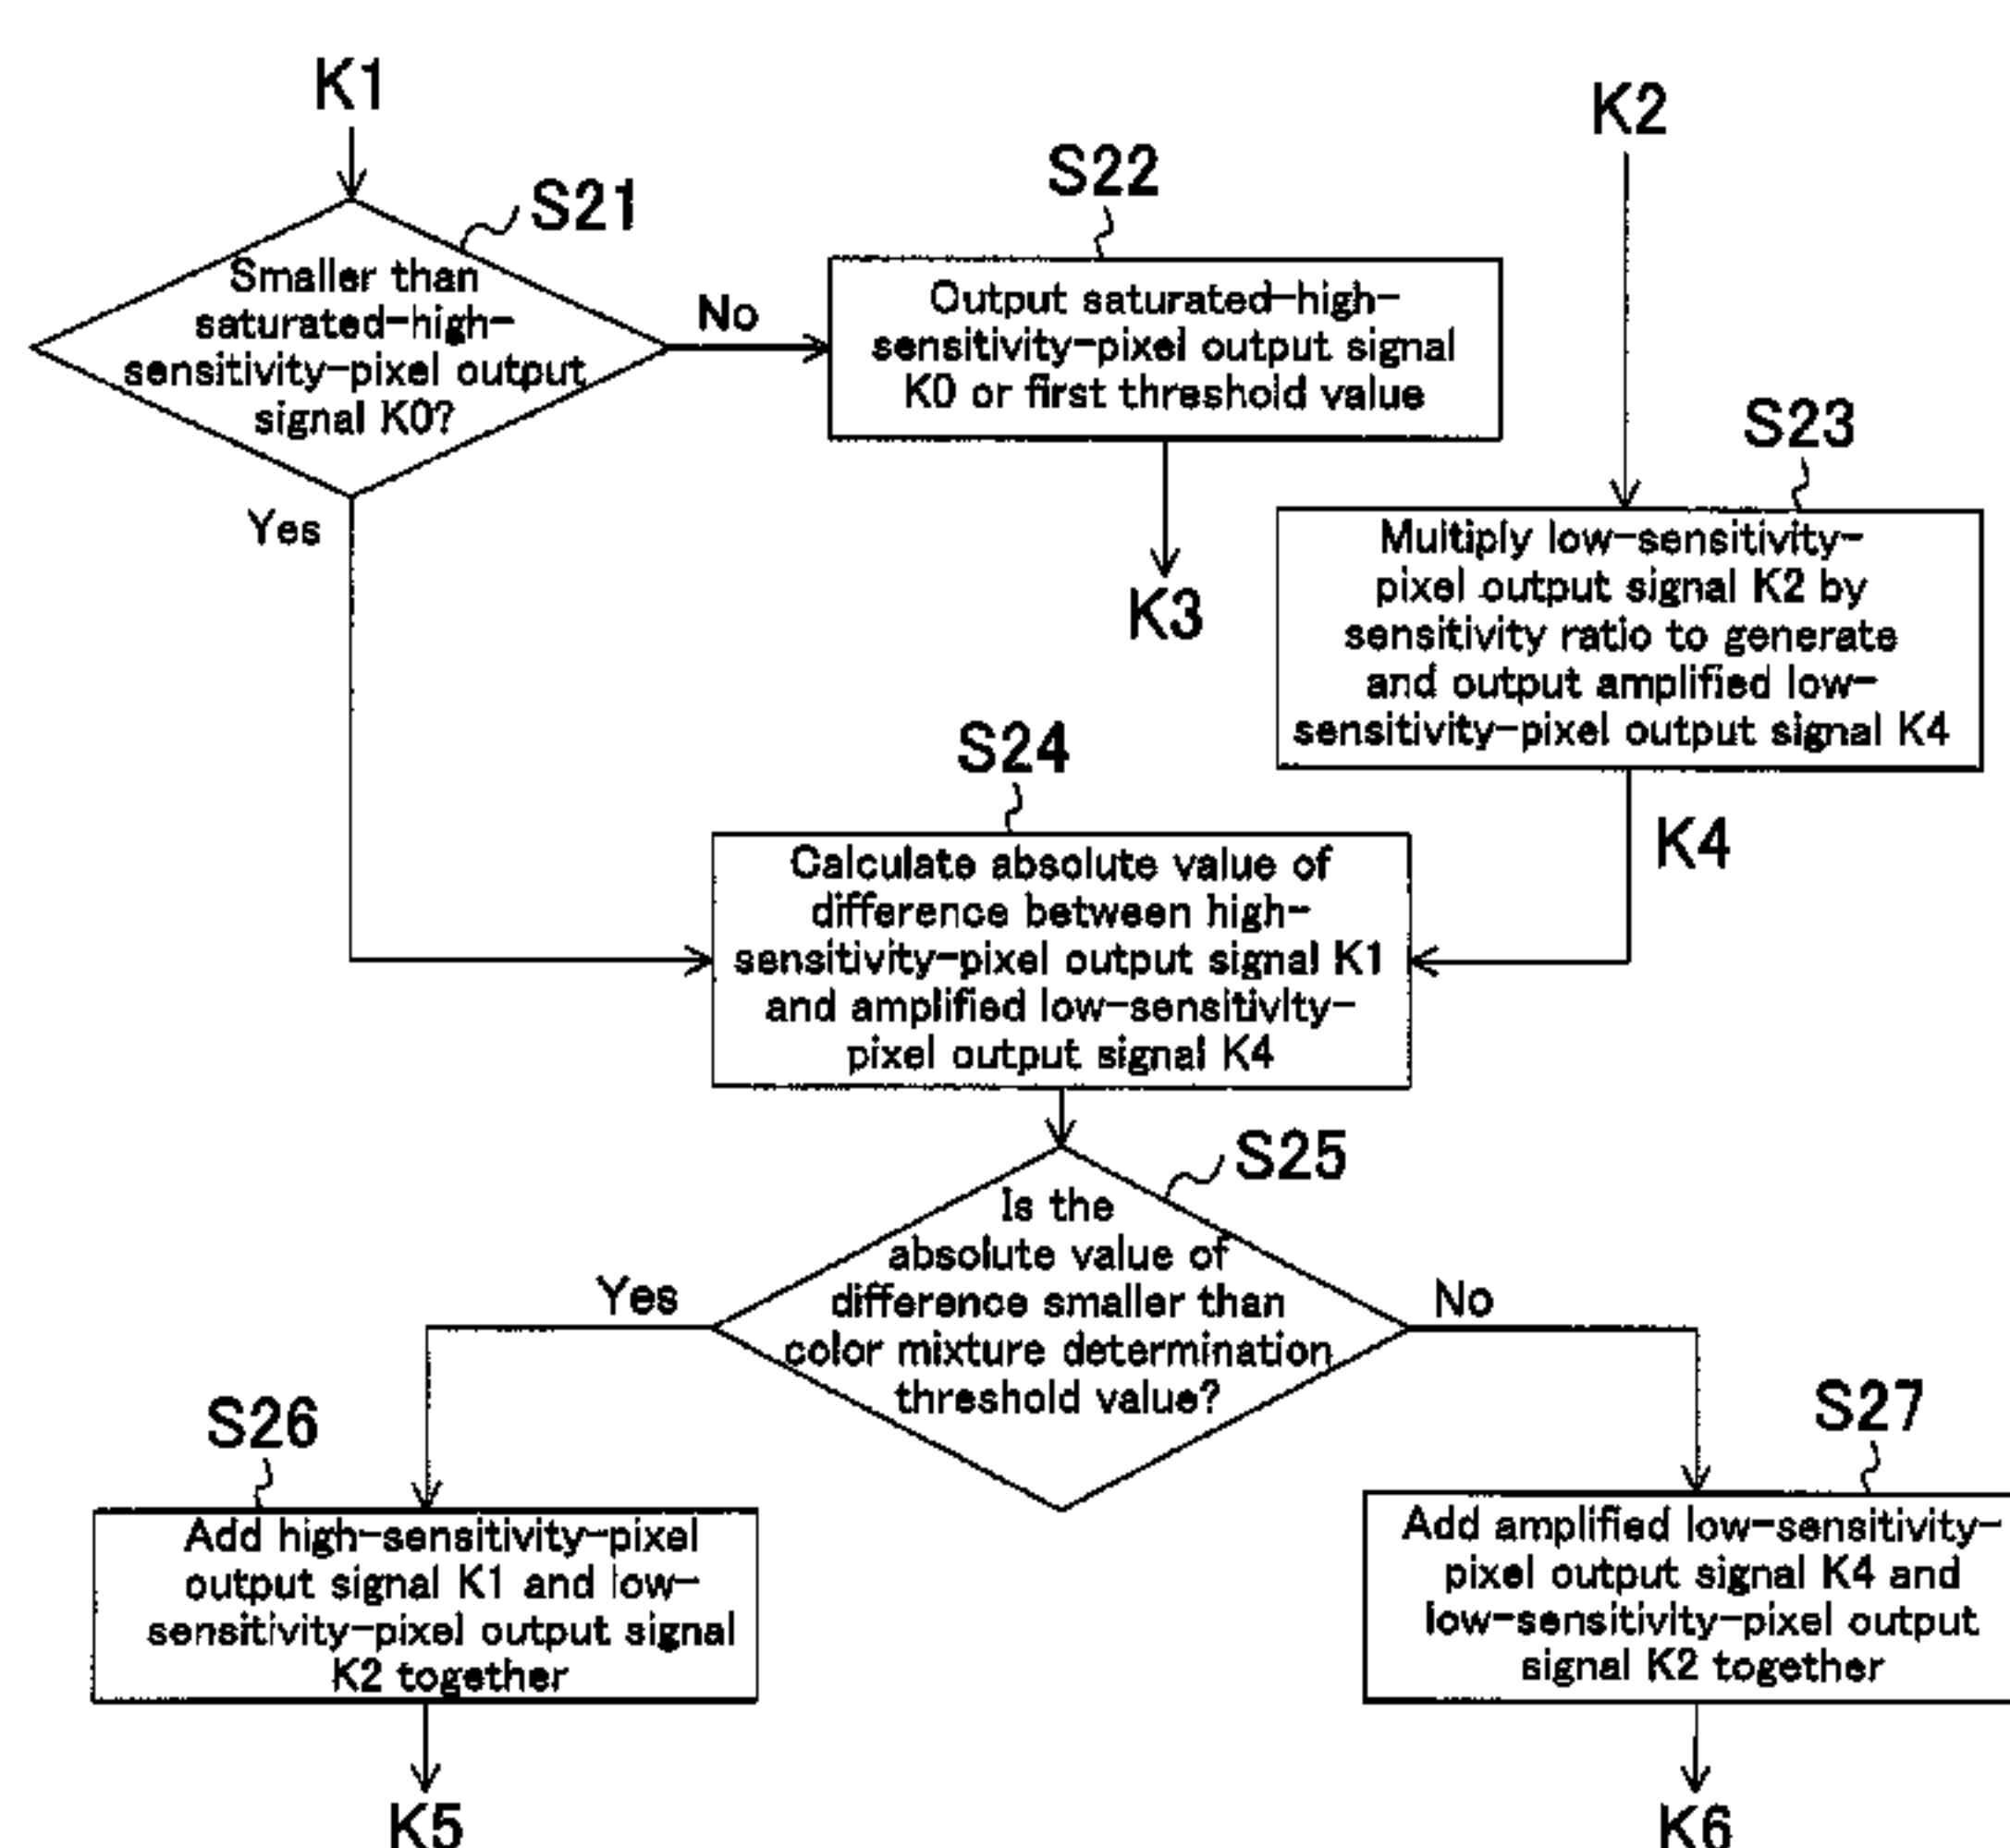 K1
K2
S21
S22
Smaller than
saturated-high-
sensitivity-pixel output
signal K0?
No
Output saturated-high-
sensitivity-pixel output signal
K0 or first threshold value
Yes
K3
S23
Multiply low-sensitivity-
pixel output signal K2 by
sensitivity ratio to generate
and output amplified low-
sensitivity-pixel output signal K4
K4
S24
Calculate absolute value of
difference between high-
sensitivity-pixel output signal K1
and amplified low-sensitivity-
pixel output signal K4
S25
Is the
absolute value of
difference smaller than
color mixture determination
threshold value?
Yes
No
S26
Add high-sensitivity-pixel
output signal K1 and low-
sensitivity-pixel output signal
K2 together
K5
S27
Add amplified low-sensitivity-
pixel output signal K4 and
low-sensitivity-pixel output
signal K2 together
K6